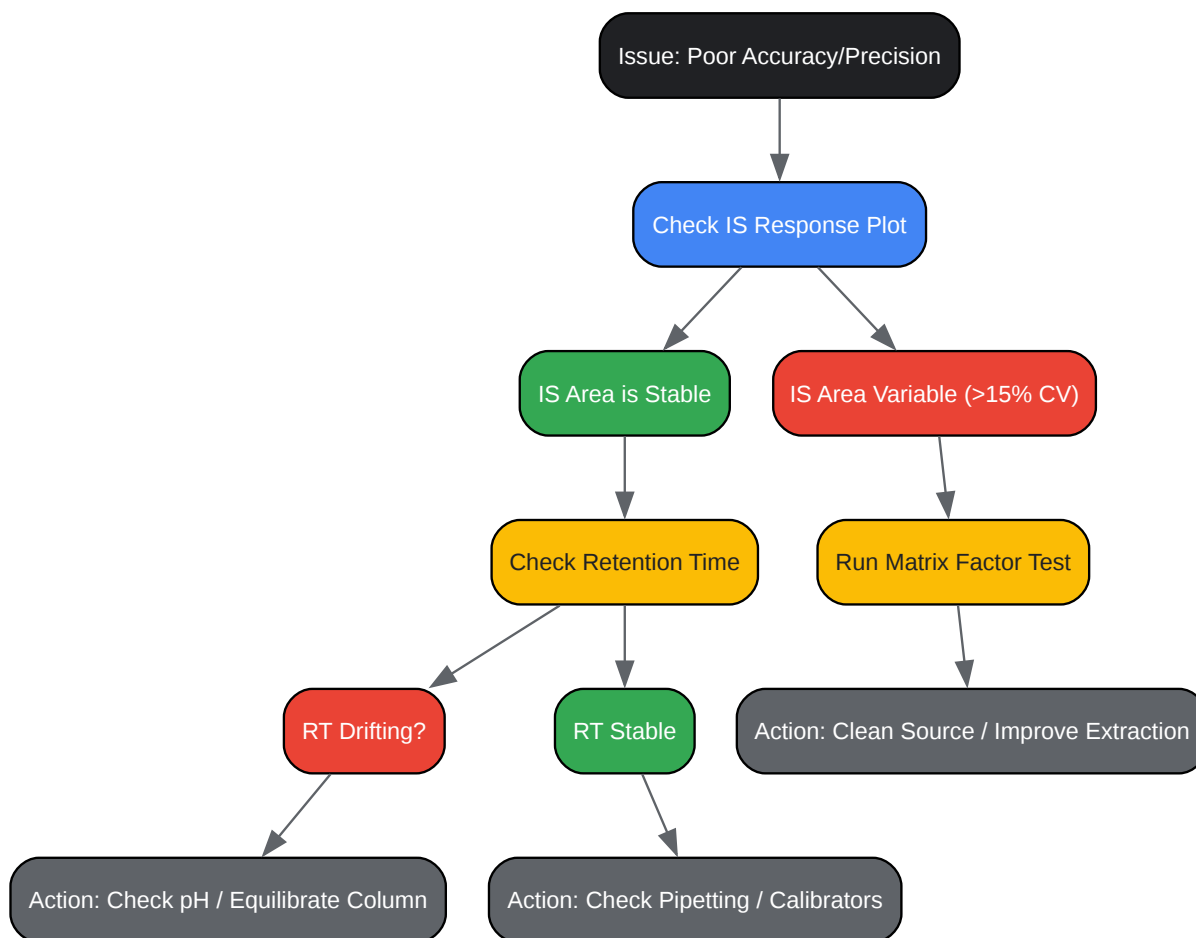 Issue: Poor Accuracy/Precision
Check IS Response Plot
IS Area is Stable
IS Area Variable (>15% CV)
Check Retention Time
Run Matrix Factor Test
RT Drifting?
RT Stable
Action: Clean Source / Improve Extraction
Action: Check pH / Equilibrate Column
Action: Check Pipetting / Calibrators